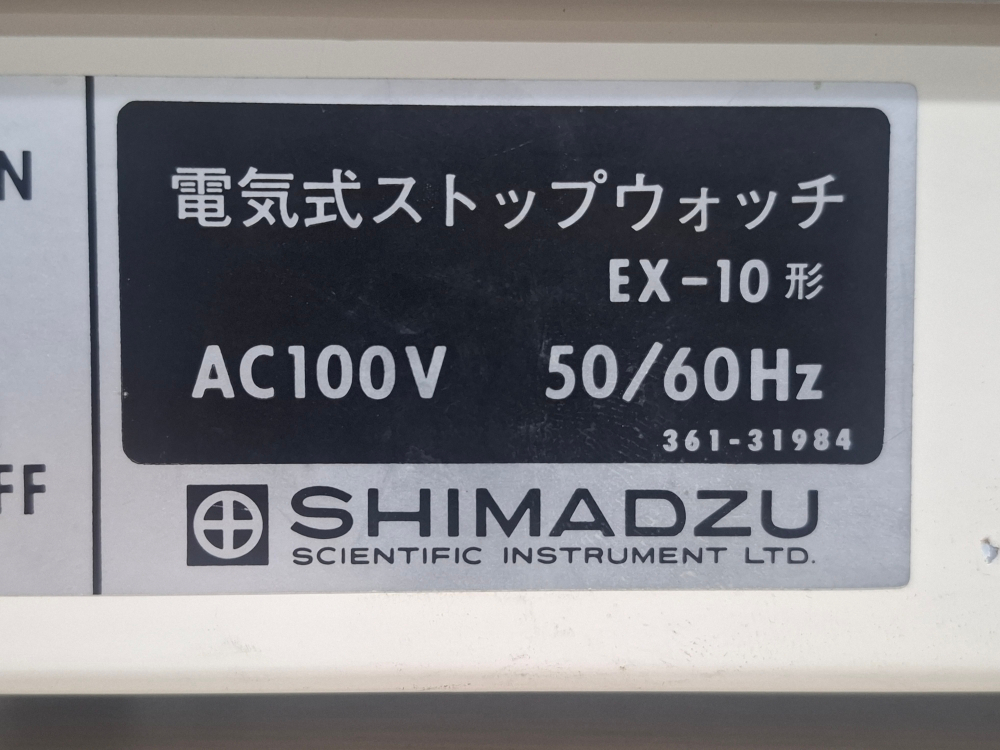 N
FF
電気式ストップウォッチ
EX-10形
AC100V 50/60Hz
361-31984
SHIMADZU
SCIENTIFIC INSTRUMENT LTD.